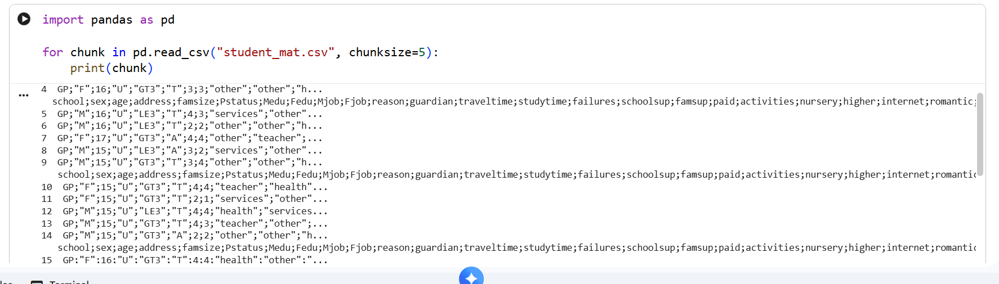 import pandas as pd
for chunk in pd.read_csv("student_mat.csv", chunksize=5):
    print(chunk)
4  GP;"F";16;"U";"GT3";"T";3;3;"other";"other";"h...
school;sex;age;address;famsize;Pstatus;Medu;Fedu;Mjob;Fjob;reason;guardian;traveltime;studytime;failures;schoolsup;famsup;paid;activities;nursery;higher;internet;romantic;
5  GP;"M";16;"U";"LE3";"T";4;3;"services";"other"...
6  GP;"M";16;"U";"LE3";"T";2;2;"other";"other";"h...
7  GP;"F";17;"U";"GT3";"A";4;4;"other";"teacher";...
8  GP;"M";15;"U";"LE3";"A";3;2;"services";"other"...
9  GP;"M";15;"U";"GT3";"T";3;4;"other";"other";"h...
school;sex;age;address;famsize;Pstatus;Medu;Fedu;Mjob;Fjob;reason;guardian;traveltime;studytime;failures;schoolsup;famsup;paid;activities;nursery;higher;internet;romantic
10  GP;"F";15;"U";"GT3";"T";4;4;"teacher";"health"...
11  GP;"F";15;"U";"GT3";"T";2;1;"services";"other"...
12  GP;"M";15;"U";"LE3";"T";4;4;"health";"services...
13  GP;"M";15;"U";"GT3";"T";4;3;"teacher";"other";...
14  GP;"M";15;"U";"GT3";"A";2;2;"other";"other";"h...
school;sex;age;address;famsize;Pstatus;Medu;Fedu;Mjob;Fjob;reason;guardian;traveltime;studytime;failures;schoolsup;famsup;paid;activities;nursery;higher;internet;romantic
15  GP;"F";16;"U";"GT3";"T";4;4;"health";"other";"...
Terminal